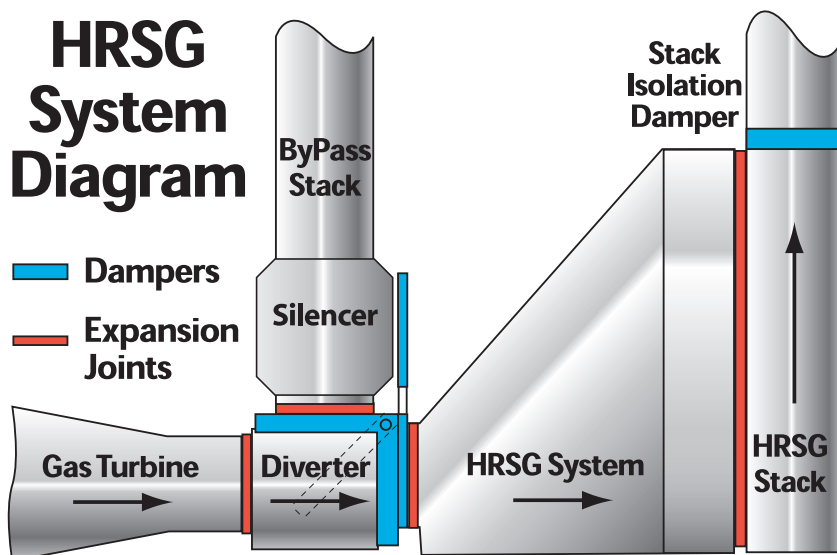 HRSG
System
Diagram
Dampers
Expansion
Joints
ByPass
Stack
Silencer
Stack
Isolation
Damper
Gas Turbine
Diverter
HRSG System
HRSG
Stack